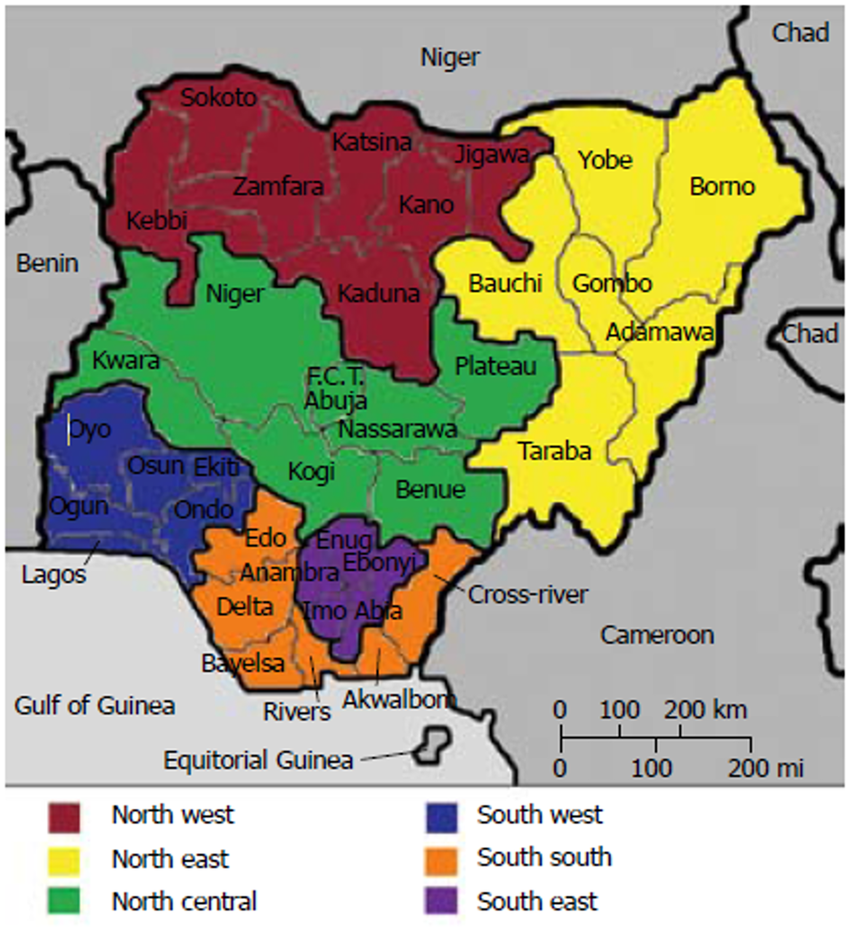 Chad
Niger
Sokoto
Katsina
Jigawa
Yobe
Borno
Zamfara
Kano
Kebbi
Benin
Niger
Kaduna
Bauchi
Gombo
Adamawa
Chad
Kwara
F.C.T.
Abuja
Plateau
Nassarawa
Oyo
Taraba
Osun
Ekiti
Kogi
Benue
Ogun
Ondo
Edo
Enug
Ebonyi
Lagos
Anambra
Cross-river
Delta
Imo
Abia
Cameroon
Bayelsa
Akwalbom
Gulf of Guinea
Rivers
0 100 200 km
Equitorial Guinea
0 100 200 mi
North west
South west
North east
South south
North central
South east